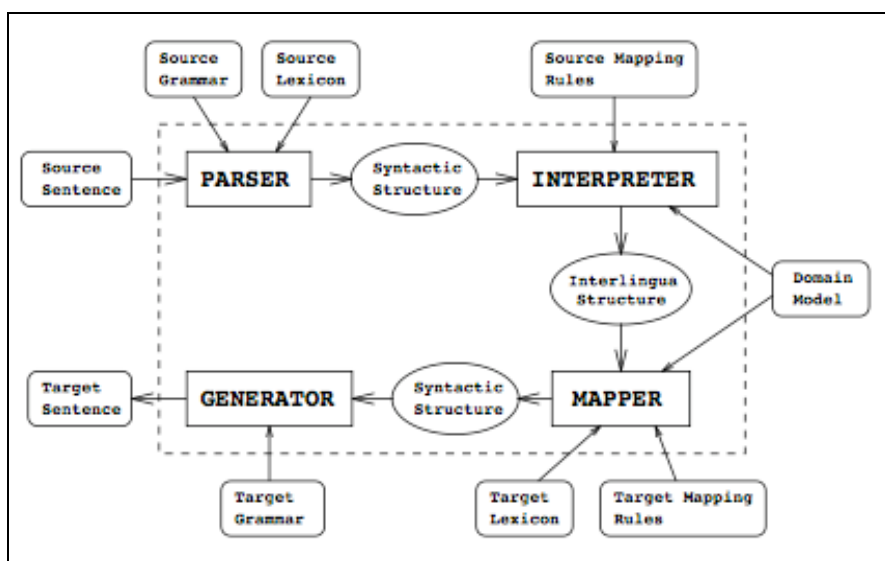 Source
Grammar
Source
Lexicon
Source Mapping
Rules
Source
Sentence
PARSER
Syntactic
Structure
INTERPRETER
Interlingua
Structure
Domain
Model
Target
Sentence
GENERATOR
Syntactic
Structure
MAPPER
Target
Grammar
Target
Lexicon
Target Mapping
Rules